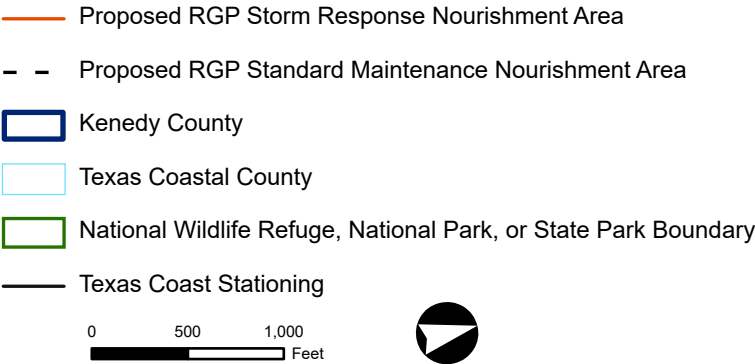 Proposed RGP Storm Response Nourishment Area
Proposed RGP Standard Maintenance Nourishment Area
Kenedy County
Texas Coastal County
National Wildlife Refuge, National Park, or State Park Boundary
Texas Coast Stationing
0 500 1,000
Feet